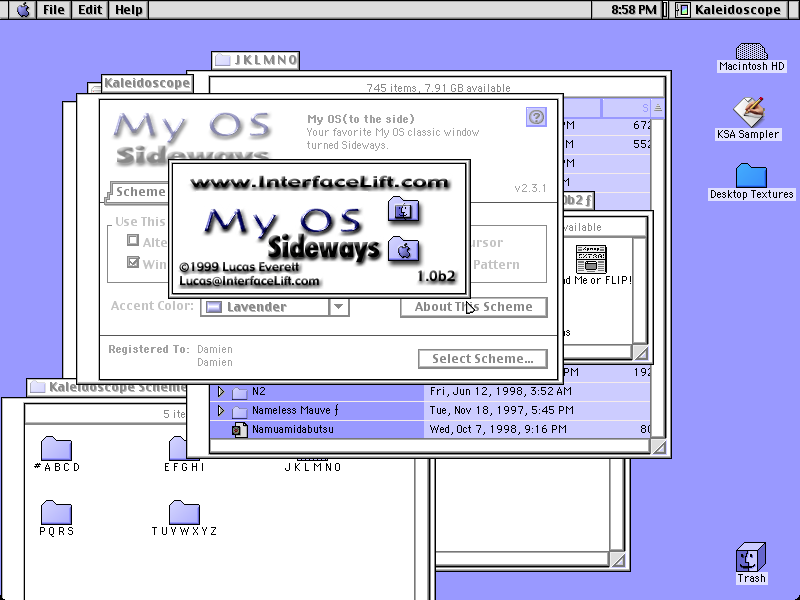 File Edit Help
8:58 PM
Kaleidoscope
JKLMNO
745 items, 7.91 GB available
Kaleidoscope
My OS
Sideways
My OS(to the side)
Your favorite My OS classic window
turned Sideways.
v2.3.1
Scheme
Use This
Alte
Win
ursor
Pattern
www.InterfaceLift.com
My OS
Sideways
©1999 Lucas Everett
Lucas@InterfaceLift.com
1.0b2
Accent Color:
Lavender
About This Scheme
Registered To:
Damien
Damien
Select Scheme...
S
PM 672
PM 552
PM
M
0b2 ƒ
vailable
d Me or FLIP!
s
PM 192
N2 Fri, Jun 12, 1998, 3:52 AM
Nameless Mauve ƒ Tue, Nov 18, 1997, 5:45 PM
Namuamidabutsu Wed, Oct 7, 1998, 9:16 PM 80
Kaleidoscope Scheme
5 ite
#ABCD
EFGHI
JKLMNO
PQRS
TUVWXYZ
Macintosh HD
KSA Sampler
Desktop Textures
Trash